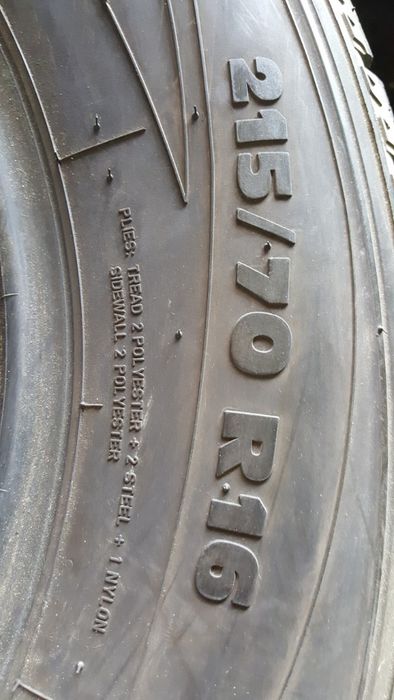 215/70 R16
PLIES: TREAD 2 POLYESTER + 2 STEEL + 1 NYLON
SIDEWALL 2 POLYESTER